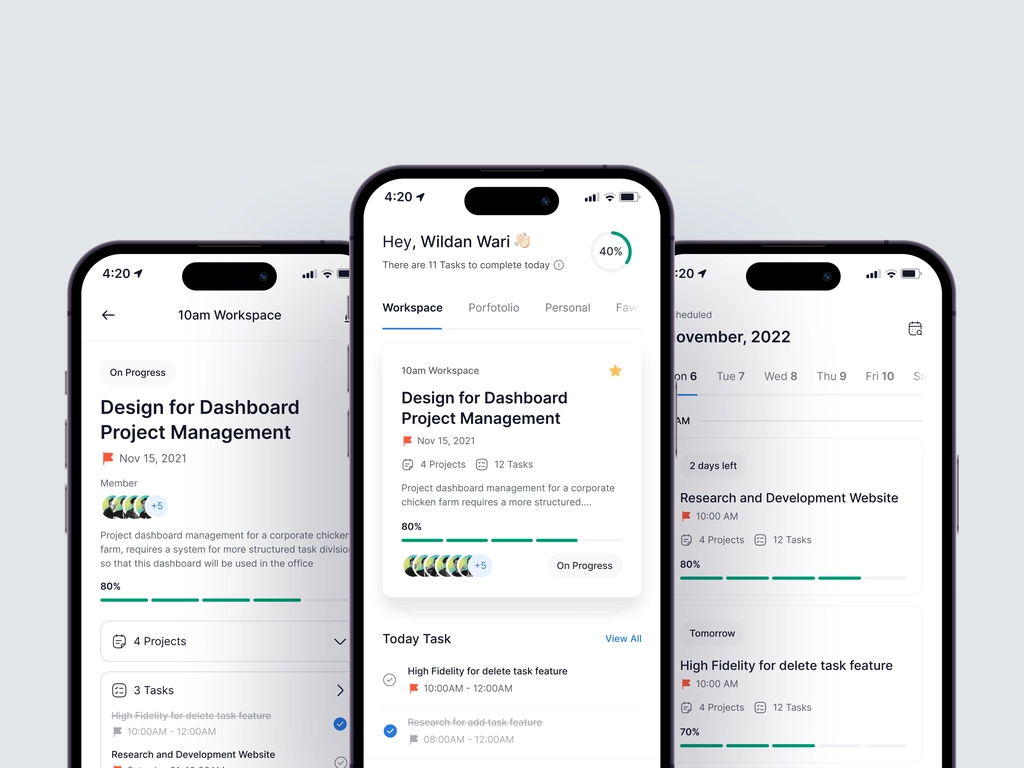 4:20
10am Workspace
On Progress
Design for Dashboard
Project Management
Nov 15, 2021
Member
+5
Project dashboard management for a corporate chicken
farm, requires a system for more structured task
so that this dashboard will be used in the office
80%
4 Projects
3 Tasks
High Fidelity for delete task feature
10:00AM - 12:00AM
Research and Development Website
4:20
Hey, Wildan Wari 👋🏻
There are 11 Tasks to complete today
40%
Workspace Porfotolio Personal
10am Workspace
Design for Dashboard
Project Management
Nov 15, 2021
4 Projects 12 Tasks
Project dashboard management for a corporate
chicken farm requires a more structured....
80%
+5
On Progress
Today Task View All
High Fidelity for delete task feature
10:00AM - 12:00AM
Research for add task feature
08:00AM - 12:00AM
:20
heduled
ovember, 2022
on 6 Tue 7 Wed 8 Thu 9 Fri 10 Sa
AM
2 days left
Research and Development Website
10:00 AM
4 Projects 12 Tasks
80%
Tomorrow
High Fidelity for delete task feature
10:00 AM
4 Projects 12 Tasks
70%